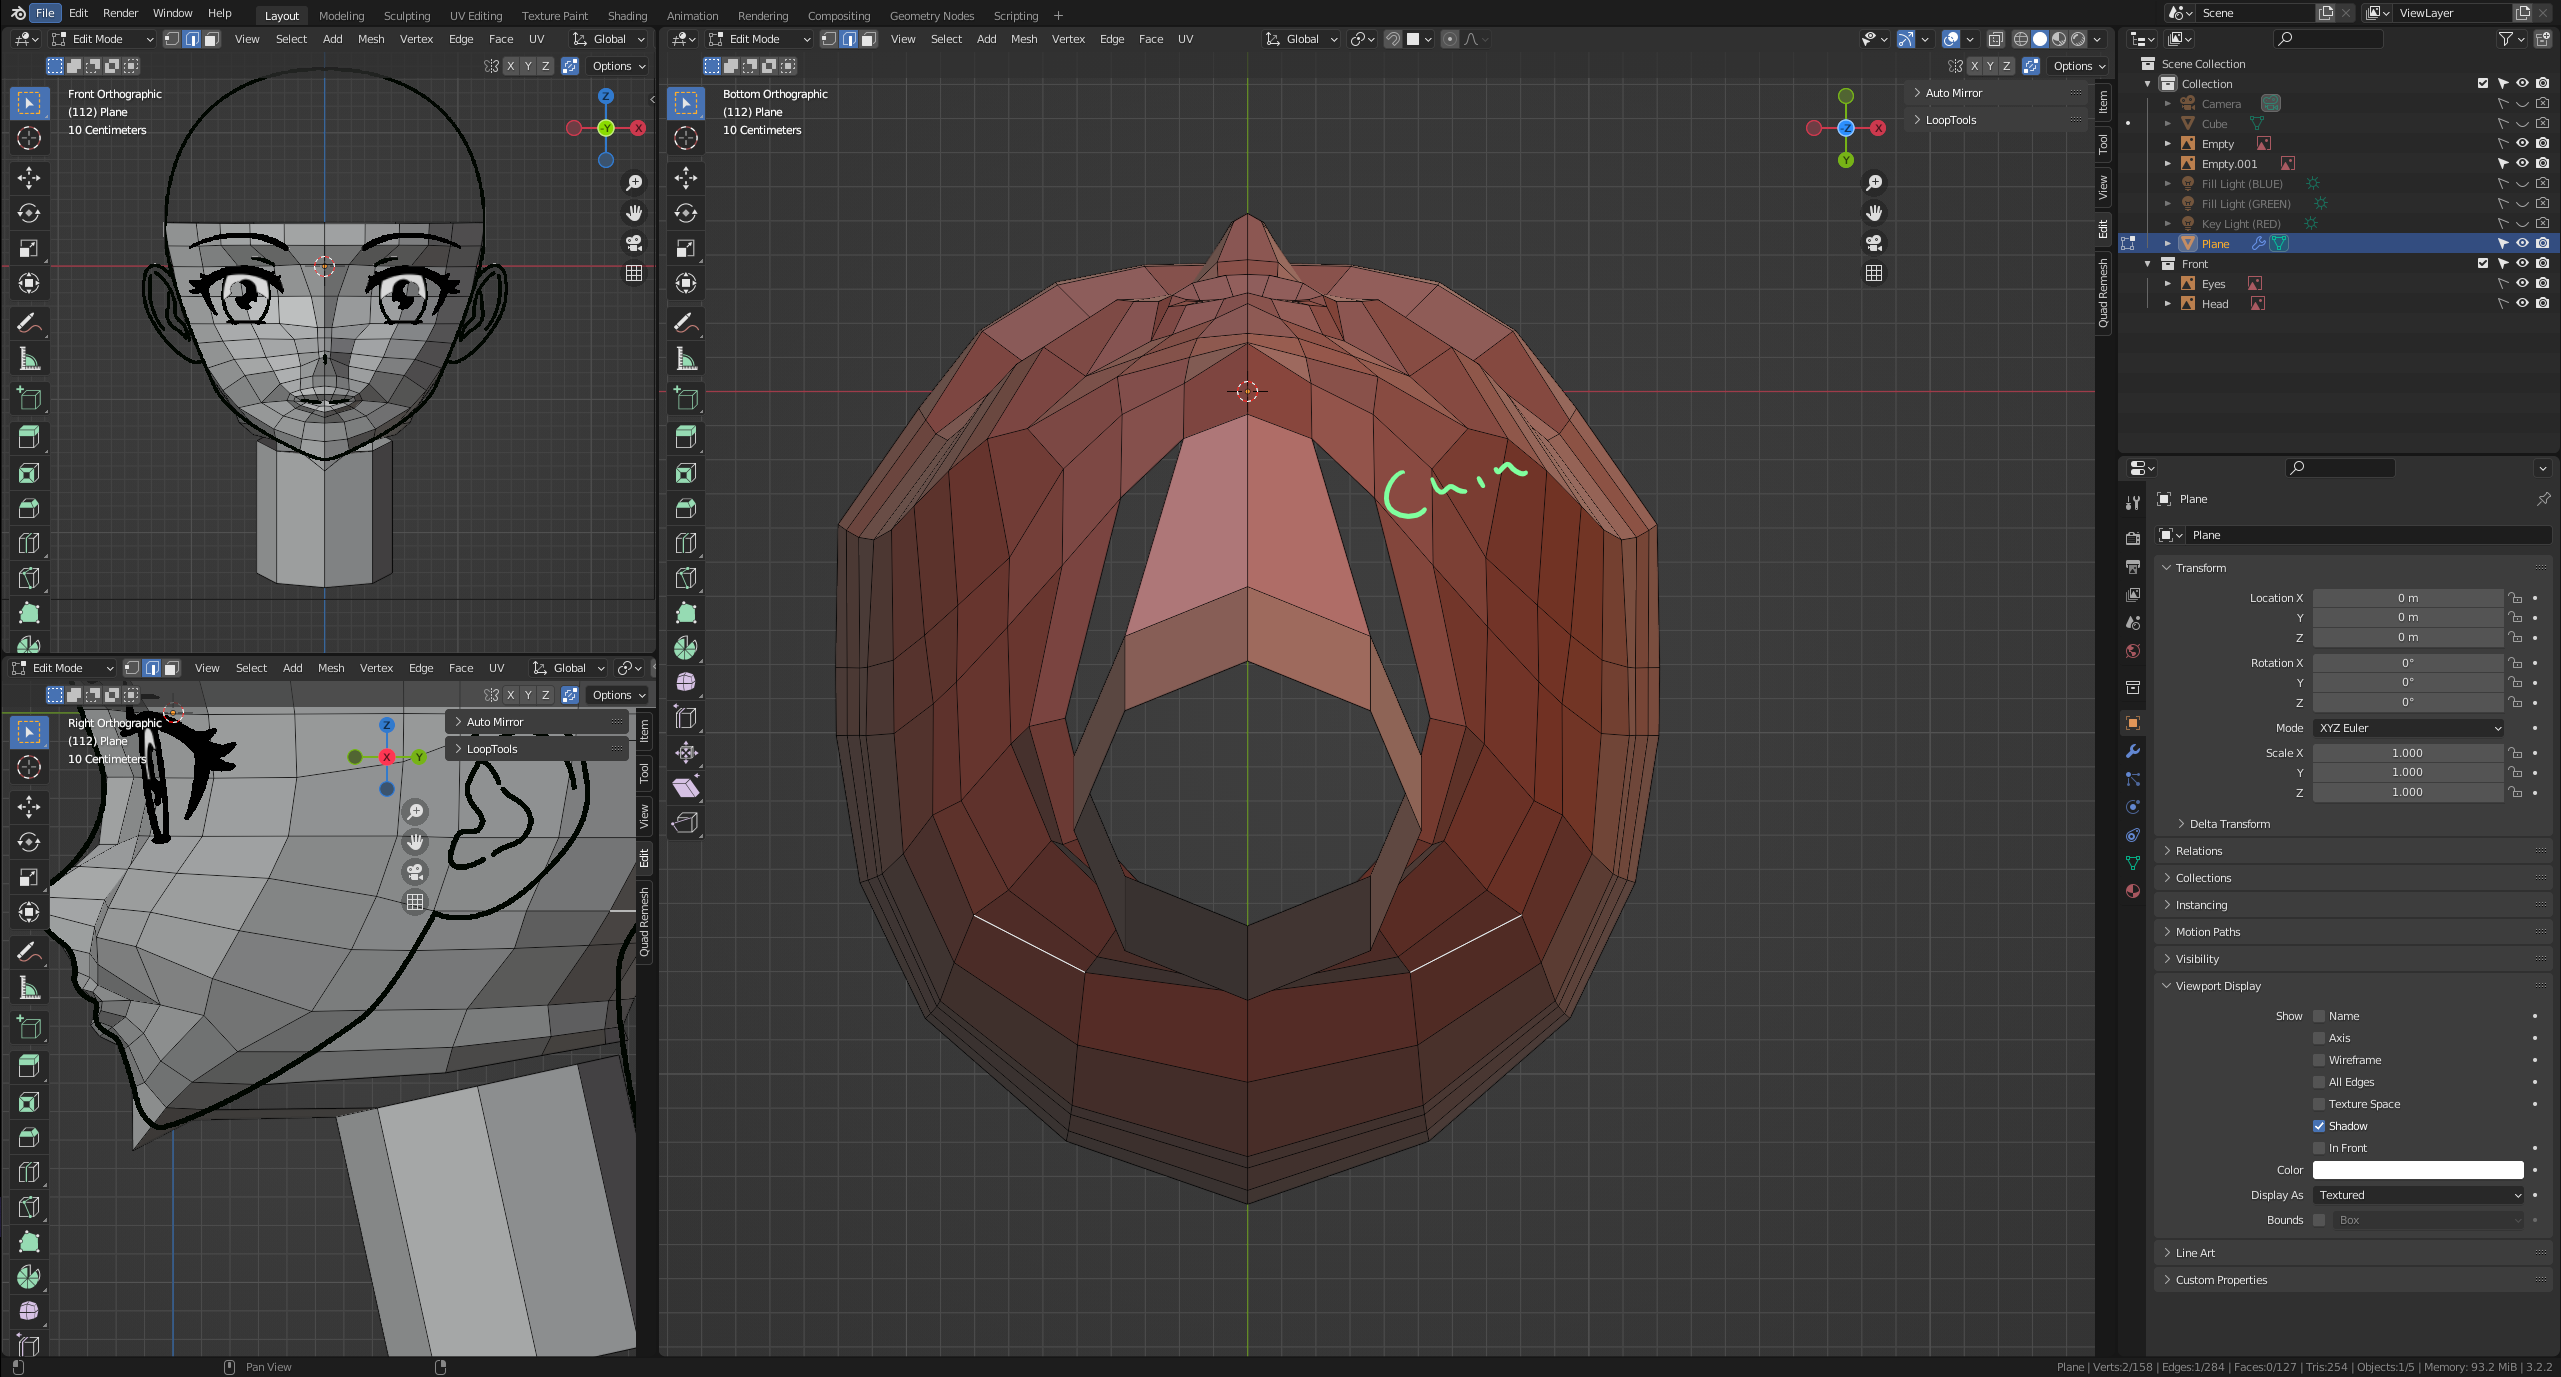 File Edit Render Window Help Layout Modeling Sculpting UV Editing Texture Paint Shading Animation Rendering Compositing Geometry Nodes Scripting + Scene ViewLayer
Edit Mode View Select Add Mesh Vertex Edge Face UV Global
Edit Mode View Select Add Mesh Vertex Edge Face UV Global
X Y Z Options
X Y Z Options
Front Orthographic
(112) Plane
10 Centimeters
Z
-Y
X
Bottom Orthographic
(112) Plane
10 Centimeters
-Z
X
Y
Auto Mirror
LoopTools
Item
Tool
View
Edit
Quad Remesh
Chin
Edit Mode View Select Add Mesh Vertex Edge Face UV Global
X Y Z Options
Right Orthographic
(112) Plane
10 Centimeters
Z
X
Y
Auto Mirror
LoopTools
Item
Tool
View
Edit
Quad Remesh
Scene Collection
Collection
Camera
Cube
Empty
Empty.001
Fill Light (BLUE)
Fill Light (GREEN)
Key Light (RED)
Plane
Front
Eyes
Head
Plane
Plane
Transform
Location X 0 m
Y 0 m
Z 0 m
Rotation X 0°
Y 0°
Z 0°
Mode XYZ Euler
Scale X 1.000
Y 1.000
Z 1.000
Delta Transform
Relations
Collections
Instancing
Motion Paths
Visibility
Viewport Display
Show Name
Axis
Wireframe
All Edges
Texture Space
Shadow
In Front
Color
Display As Textured
Bounds Box
Line Art
Custom Properties
Pan View
Plane | Verts:2/158 | Edges:1/284 | Faces:0/127 | Tris:254 | Objects:1/5 | Memory: 93.2 MiB | 3.2.2